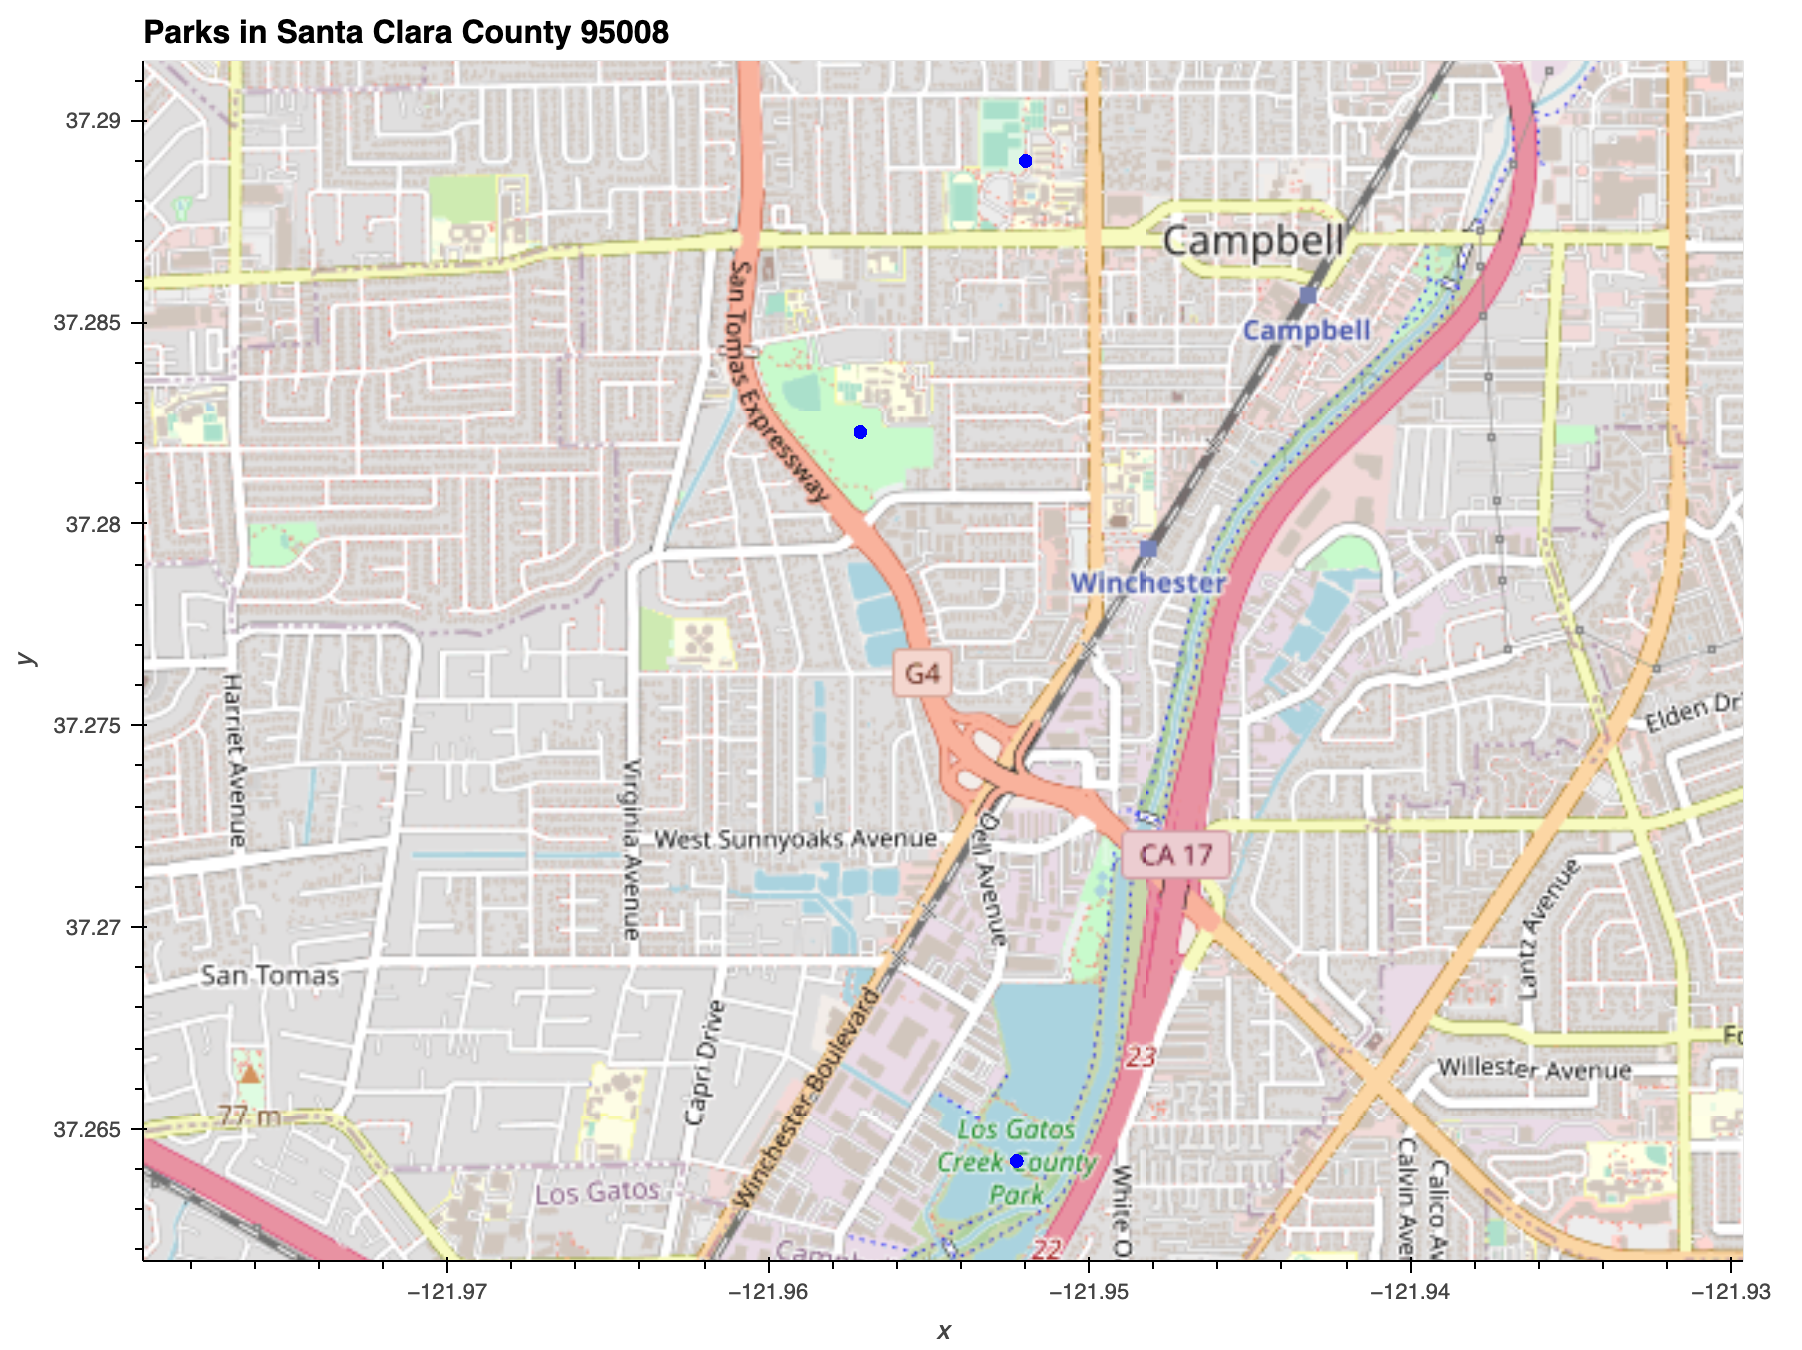 Parks in Santa Clara County 95008
37.29
37.285
37.28
37.275
37.27
37.265
y
−121.97
−121.96
−121.95
−121.94
−121.93
x
San Tomas Expressway
Campbell
Campbell
Winchester
G4
Harriet Avenue
Virginia Avenue
West Sunnyoaks Avenue
Dell Avenue
CA 17
Elden Dr
Lantz Avenue
San Tomas
77 m
Capri Drive
Winchester Boulevard
Los Gatos
Los Gatos
Creek County
Park
23
22
White O
Willester Avenue
Calvin Ave
Calico Av